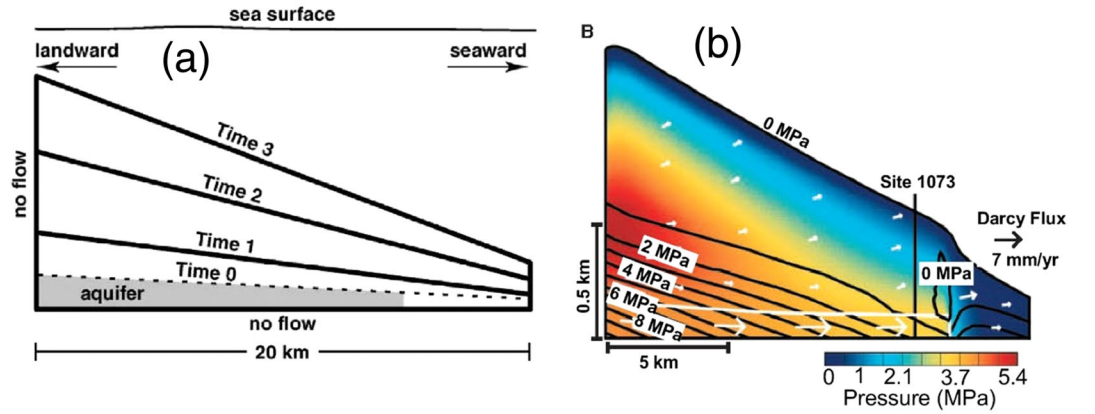 sea surface
landward
(a)
seaward
Time 3
Time 2
Time 1
Time 0
aquifer
no flow
no flow
20 km
B
(b)
0 MPa
Site 1073
Darcy Flux
7 mm/yr
0 MPa
2 MPa
4 MPa
6 MPa
8 MPa
0.5 km
5 km
0 1 2.1 3.7 5.4
Pressure (MPa)